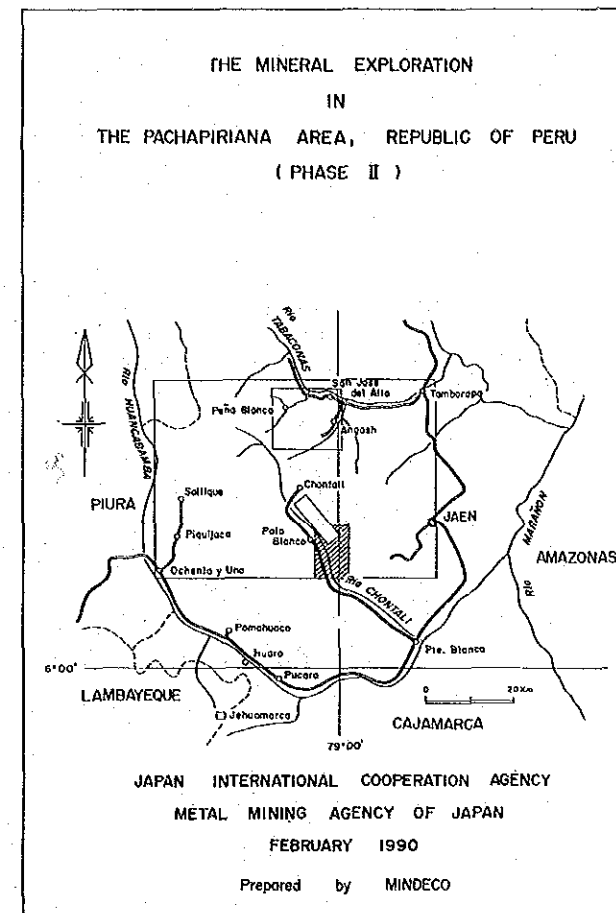 THE MINERAL EXPLORATION
IN
THE PACHAPIRIANA AREA, REPUBLIC OF PERU
( PHASE II )
Rio TABACONAS
Rio HUANCABAMBA
San Jose del Alto
Tamborapa
Peña Blanca
Angash
Chontali
Sallique
PIURA
Piquijaca
Palo Blanco
JAEN
Rio MARAÑON
AMAZONAS
Ochenta y Uno
Rio CHONTALI
Pomahuaca
Pte. Blanco
Huaro
6°00'
Pucara
LAMBAYEQUE
0 20 Km
Jehuamarca
CAJAMARCA
79°00'
JAPAN INTERNATIONAL COOPERATION AGENCY
METAL MINING AGENCY OF JAPAN
FEBRUARY 1990
Prepared by MINDECO